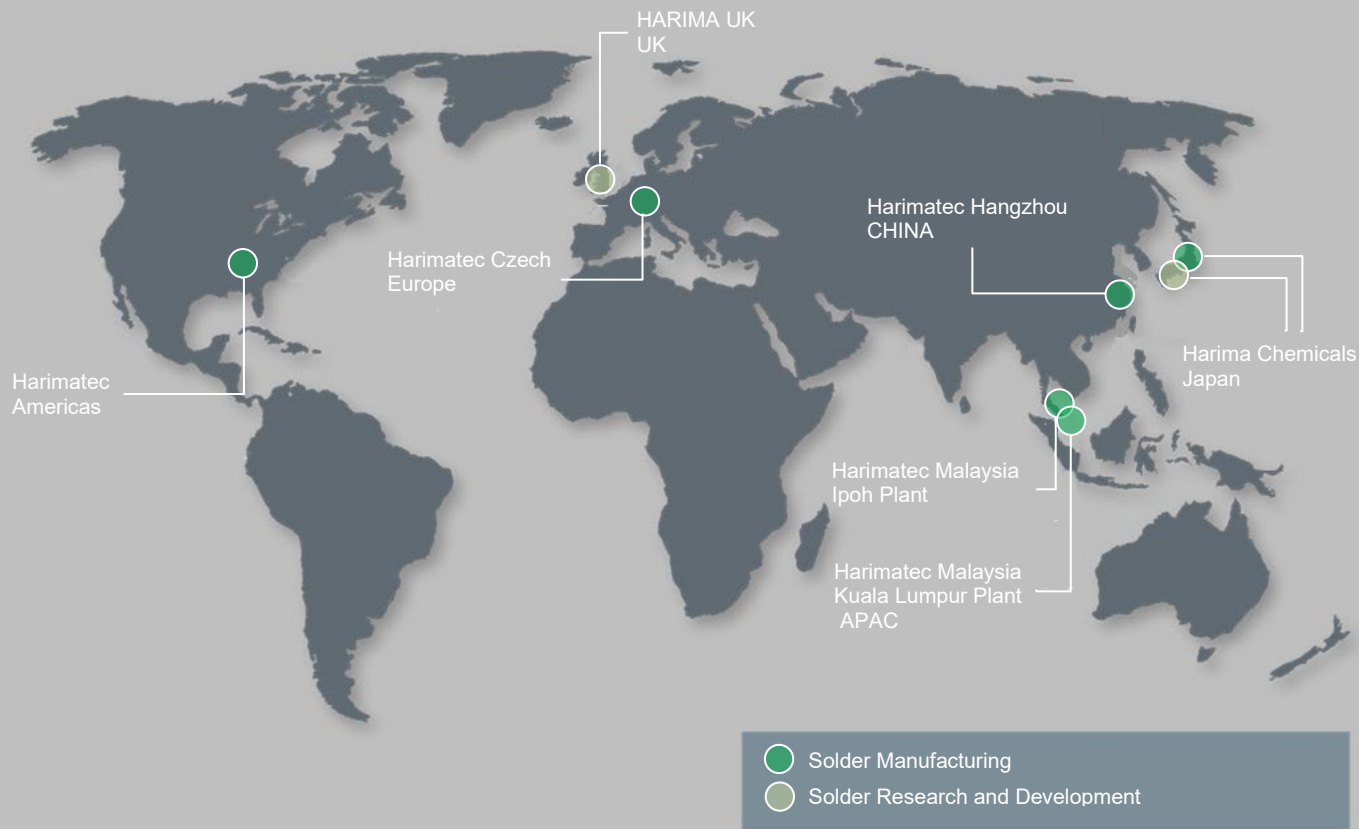 HARIMA UK
UK
Harimatec Hangzhou
CHINA
Harimatec Czech
Europe
Harima Chemicals
Japan
Harimatec
Americas
Harimatec Malaysia
Ipoh Plant
Harimatec Malaysia
Kuala Lumpur Plant
APAC
Solder Manufacturing
Solder Research and Development